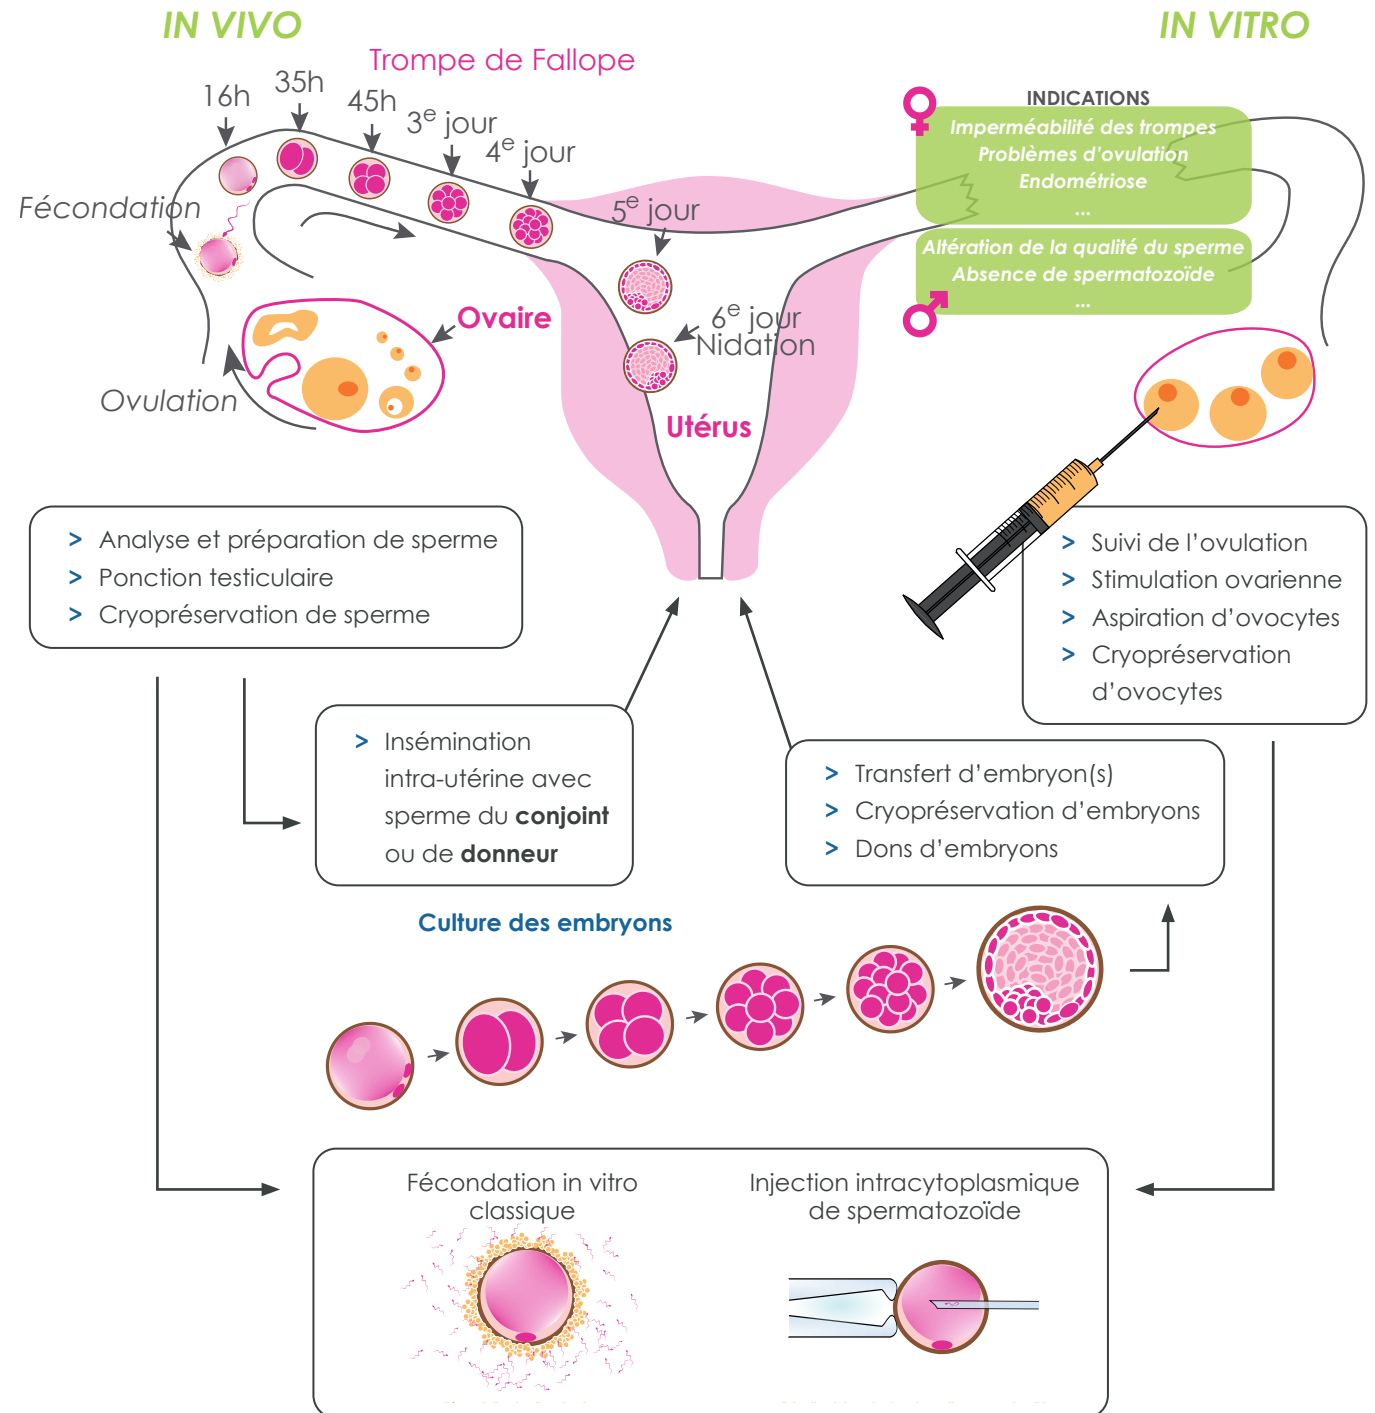 IN VIVO
IN VITRO
Trompe de Fallope
16h
35h
45h
3e jour
4e jour
5e jour
6e jour
Nidation
Fécondation
Ovaire
Ovulation
Utérus
INDICATIONS
Imperméabilité des trompes
Problèmes d'ovulation
Endométriose
...
Altération de la qualité du sperme
Absence de spermatozoïde
...
> Analyse et préparation de sperme
> Ponction testiculaire
> Cryopréservation de sperme
> Suivi de l'ovulation
> Stimulation ovarienne
> Aspiration d'ovocytes
> Cryopréservation
d'ovocytes
> Insémination
intra-utérine avec
sperme du conjoint
ou de donneur
> Transfert d'embryon(s)
> Cryopréservation d'embryons
> Dons d'embryons
Culture des embryons
Fécondation in vitro
classique
Injection intracytoplasmique
de spermatozoïde